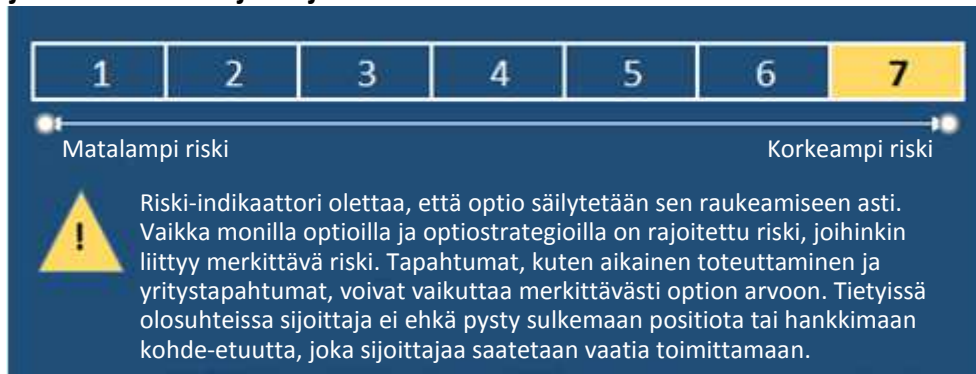 1 2 3 4 5 6 7
Matalampi riski Korkeampi riski
! Riski-indikaattori olettaa, että optio säilytetään sen raukeamiseen asti.
Vaikka monilla optioilla ja optiostrategioilla on rajoitettu riski, joihinkin
liittyy merkittävä riski. Tapahtumat, kuten aikainen toteuttaminen ja
yritystapahtumat, voivat vaikuttaa merkittävästi option arvoon. Tietyissä
olosuhteissa sijoittaja ei ehkä pysty sulkemaan positiota tai hankkimaan
kohde-etuutta, joka sijoittajaa saatetaan vaatia toimittamaan.